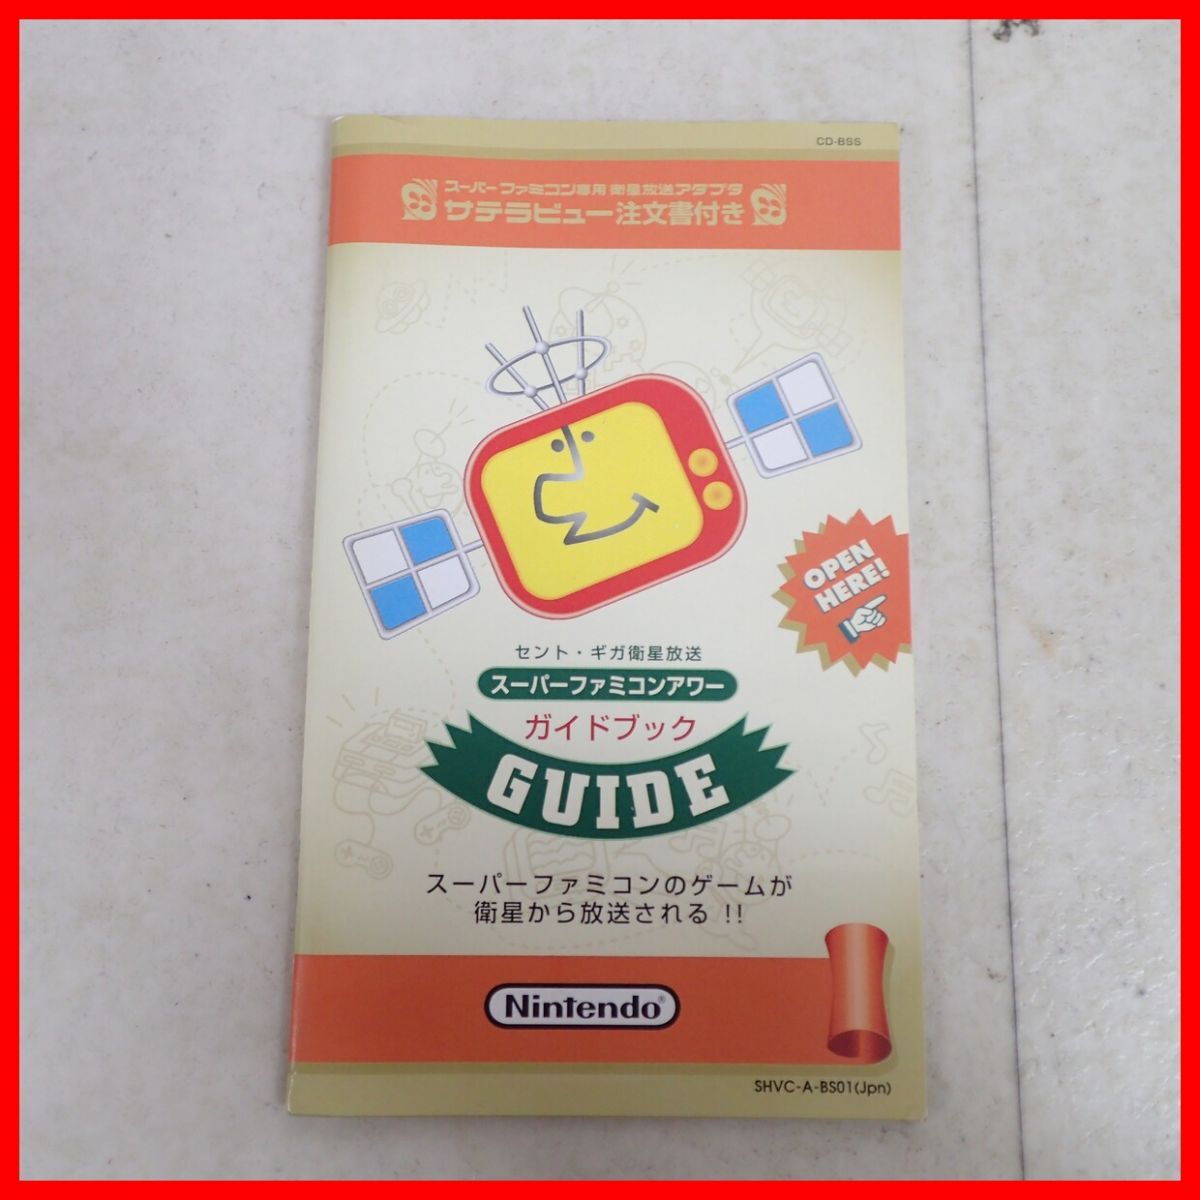 CD-BSS
スーパーファミコン専用 衛星放送アダプタ
サテラビュー注文書付き
OPEN
HERE!
セント・ギガ衛星放送
スーパーファミコンアワー
ガイドブック
GUIDE
スーパーファミコンのゲームが
衛星から放送される !!
Nintendo®
SHVC-A-BS01(Jpn)